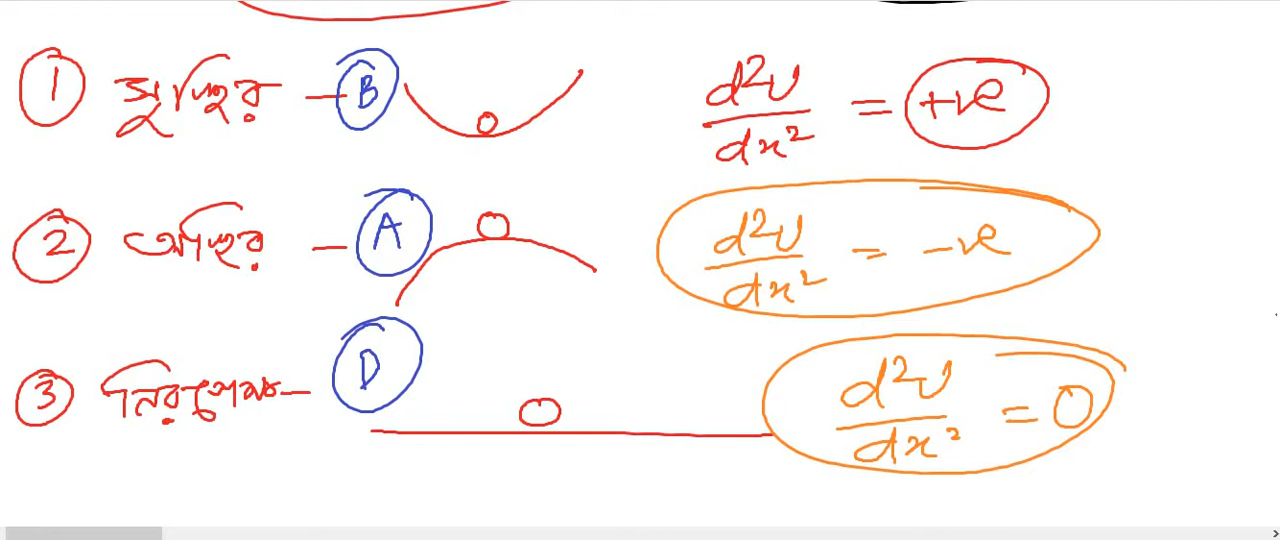 ① সুস্থির - B d²U/dx² = +ve
② অস্থির - A d²U/dx² = -ve
③ নিরপেক্ষ - D d²U/dx² = 0